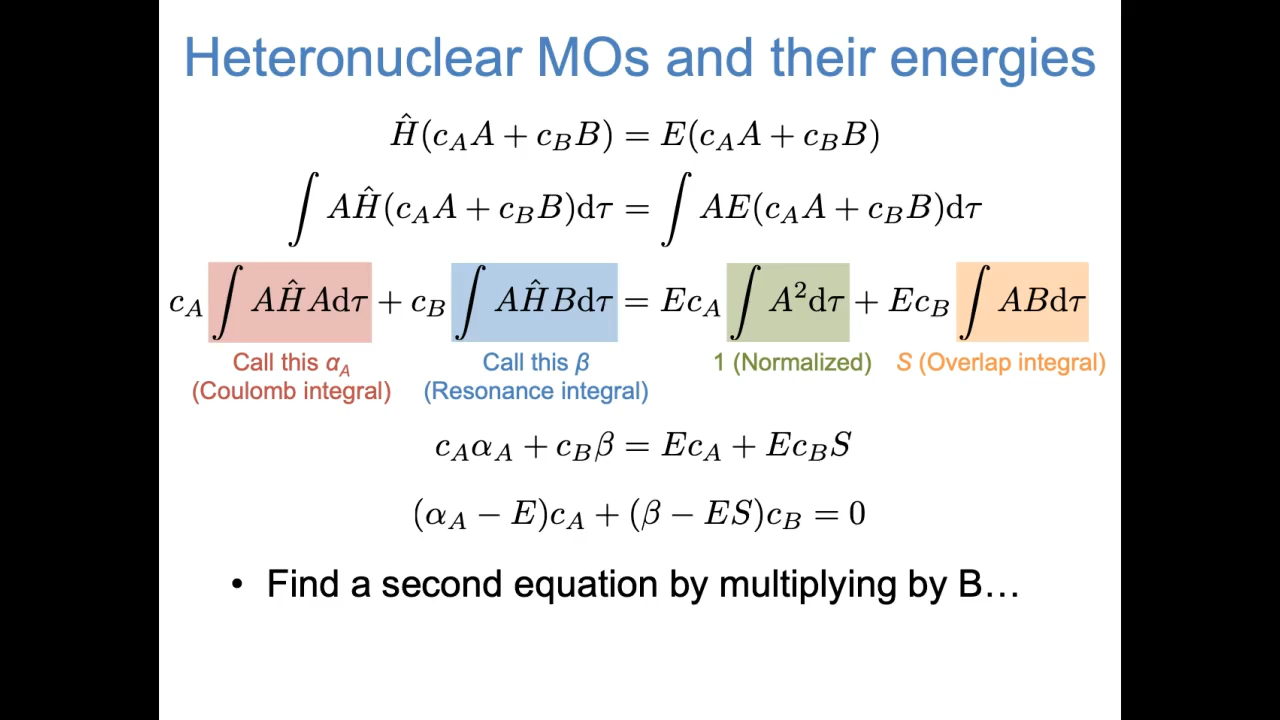 Heteronuclear MOs and their energies
Ĥ(c_A A + c_B B) = E(c_A A + c_B B)
∫ AĤ(c_A A + c_B B)dτ = ∫ AE(c_A A + c_B B)dτ
c_A ∫ AĤAdτ + c_B ∫ AĤBdτ = Ec_A ∫ A²dτ + Ec_B ∫ ABdτ
Call this α_A Call this β 1 (Normalized) S (Overlap integral)
(Coulomb integral) (Resonance integral)
c_A α_A + c_B β = Ec_A + Ec_B S
(α_A − E)c_A + (β − ES)c_B = 0
• Find a second equation by multiplying by B…